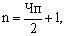 n = Чп/2 + 1,